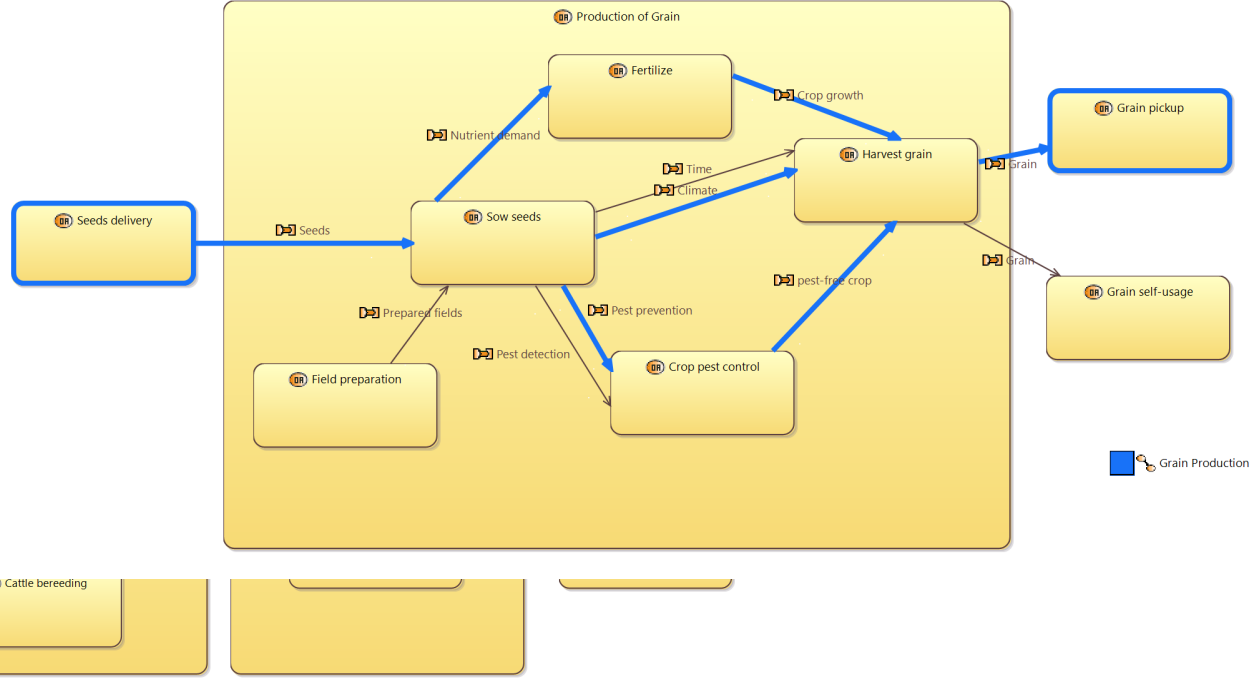 Production of Grain
Fertilize
Crop growth
Grain pickup
Nutrient demand
Harvest grain
Time
Grain
Climate
Seeds delivery
Sow seeds
Seeds
Grain
pest-free crop
Grain self-usage
Prepared fields
Pest prevention
Pest detection
Crop pest control
Field preparation
Grain Production
Cattle bereeding